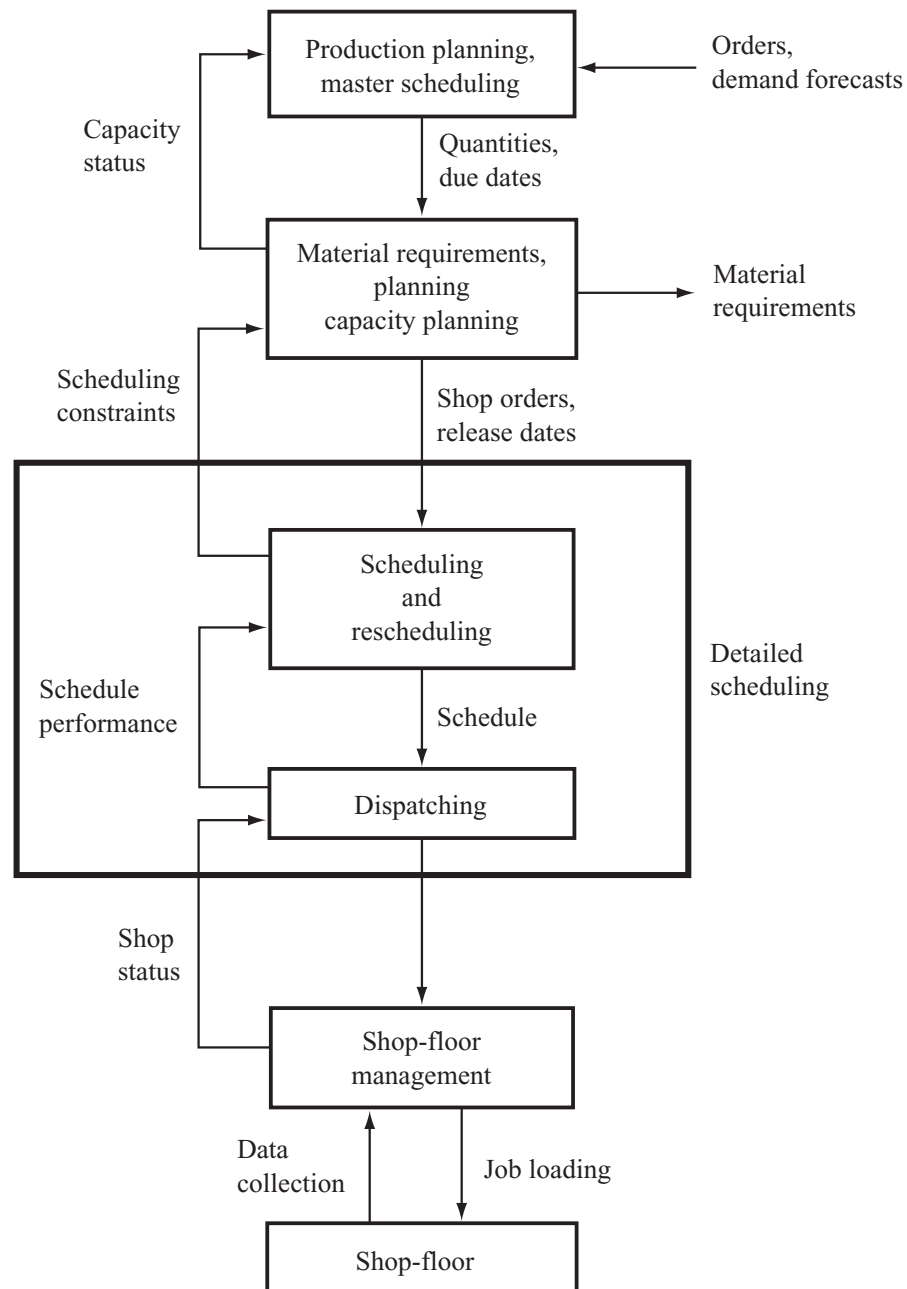 Production planning,
master scheduling
Orders,
demand forecasts
Capacity
status
Quantities,
due dates
Material requirements,
planning
capacity planning
Material
requirements
Scheduling
constraints
Shop orders,
release dates
Scheduling
and
rescheduling
Detailed
scheduling
Schedule
performance
Schedule
Dispatching
Shop
status
Shop-floor
management
Data
collection
Job loading
Shop-floor